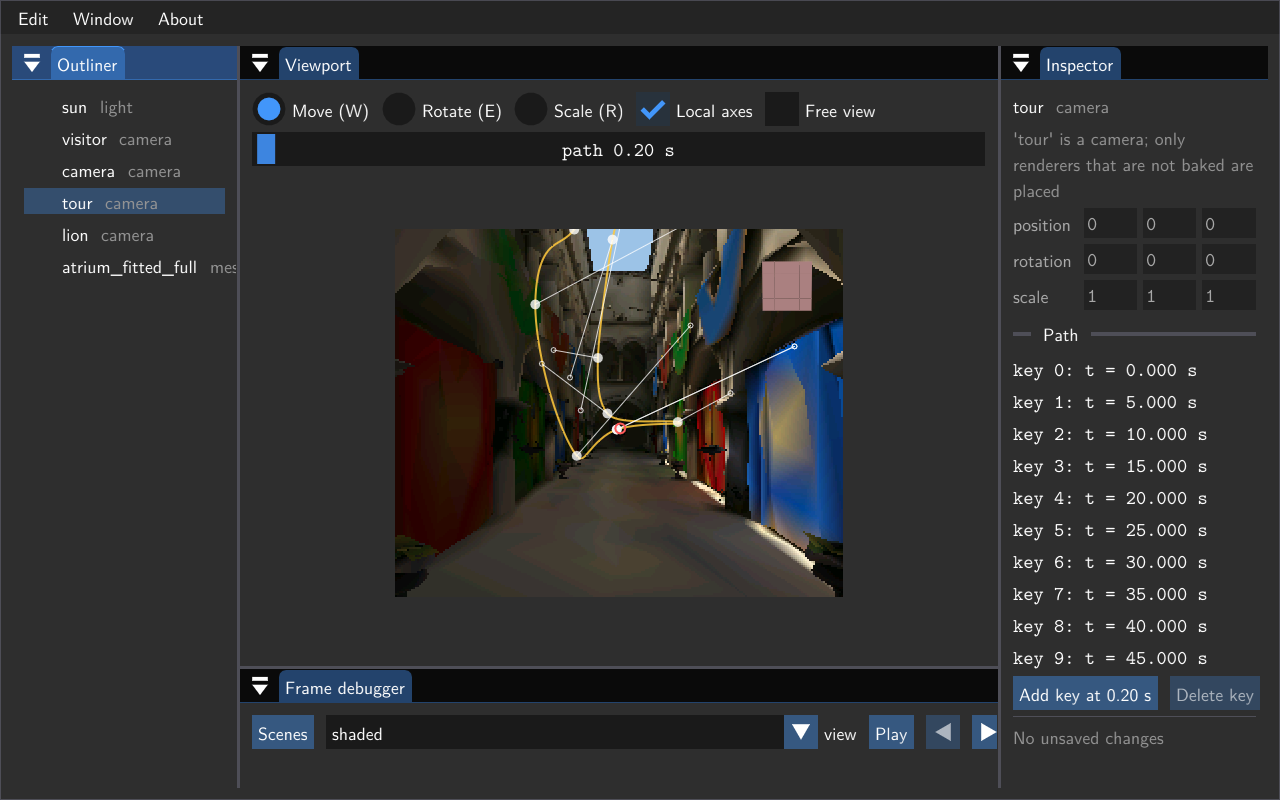 Edit Window About
Outliner
sun light
visitor camera
camera camera
tour camera
lion camera
atrium_fitted_full mes
Viewport
Move (W) Rotate (E) Scale (R) Local axes Free view
path 0.20 s
Frame debugger
Scenes shaded view Play
Inspector
tour camera
'tour' is a camera; only
renderers that are not baked are
placed
position 0 0 0
rotation 0 0 0
scale 1 1 1
Path
key 0: t = 0.000 s
key 1: t = 5.000 s
key 2: t = 10.000 s
key 3: t = 15.000 s
key 4: t = 20.000 s
key 5: t = 25.000 s
key 6: t = 30.000 s
key 7: t = 35.000 s
key 8: t = 40.000 s
key 9: t = 45.000 s
Add key at 0.20 s Delete key
No unsaved changes